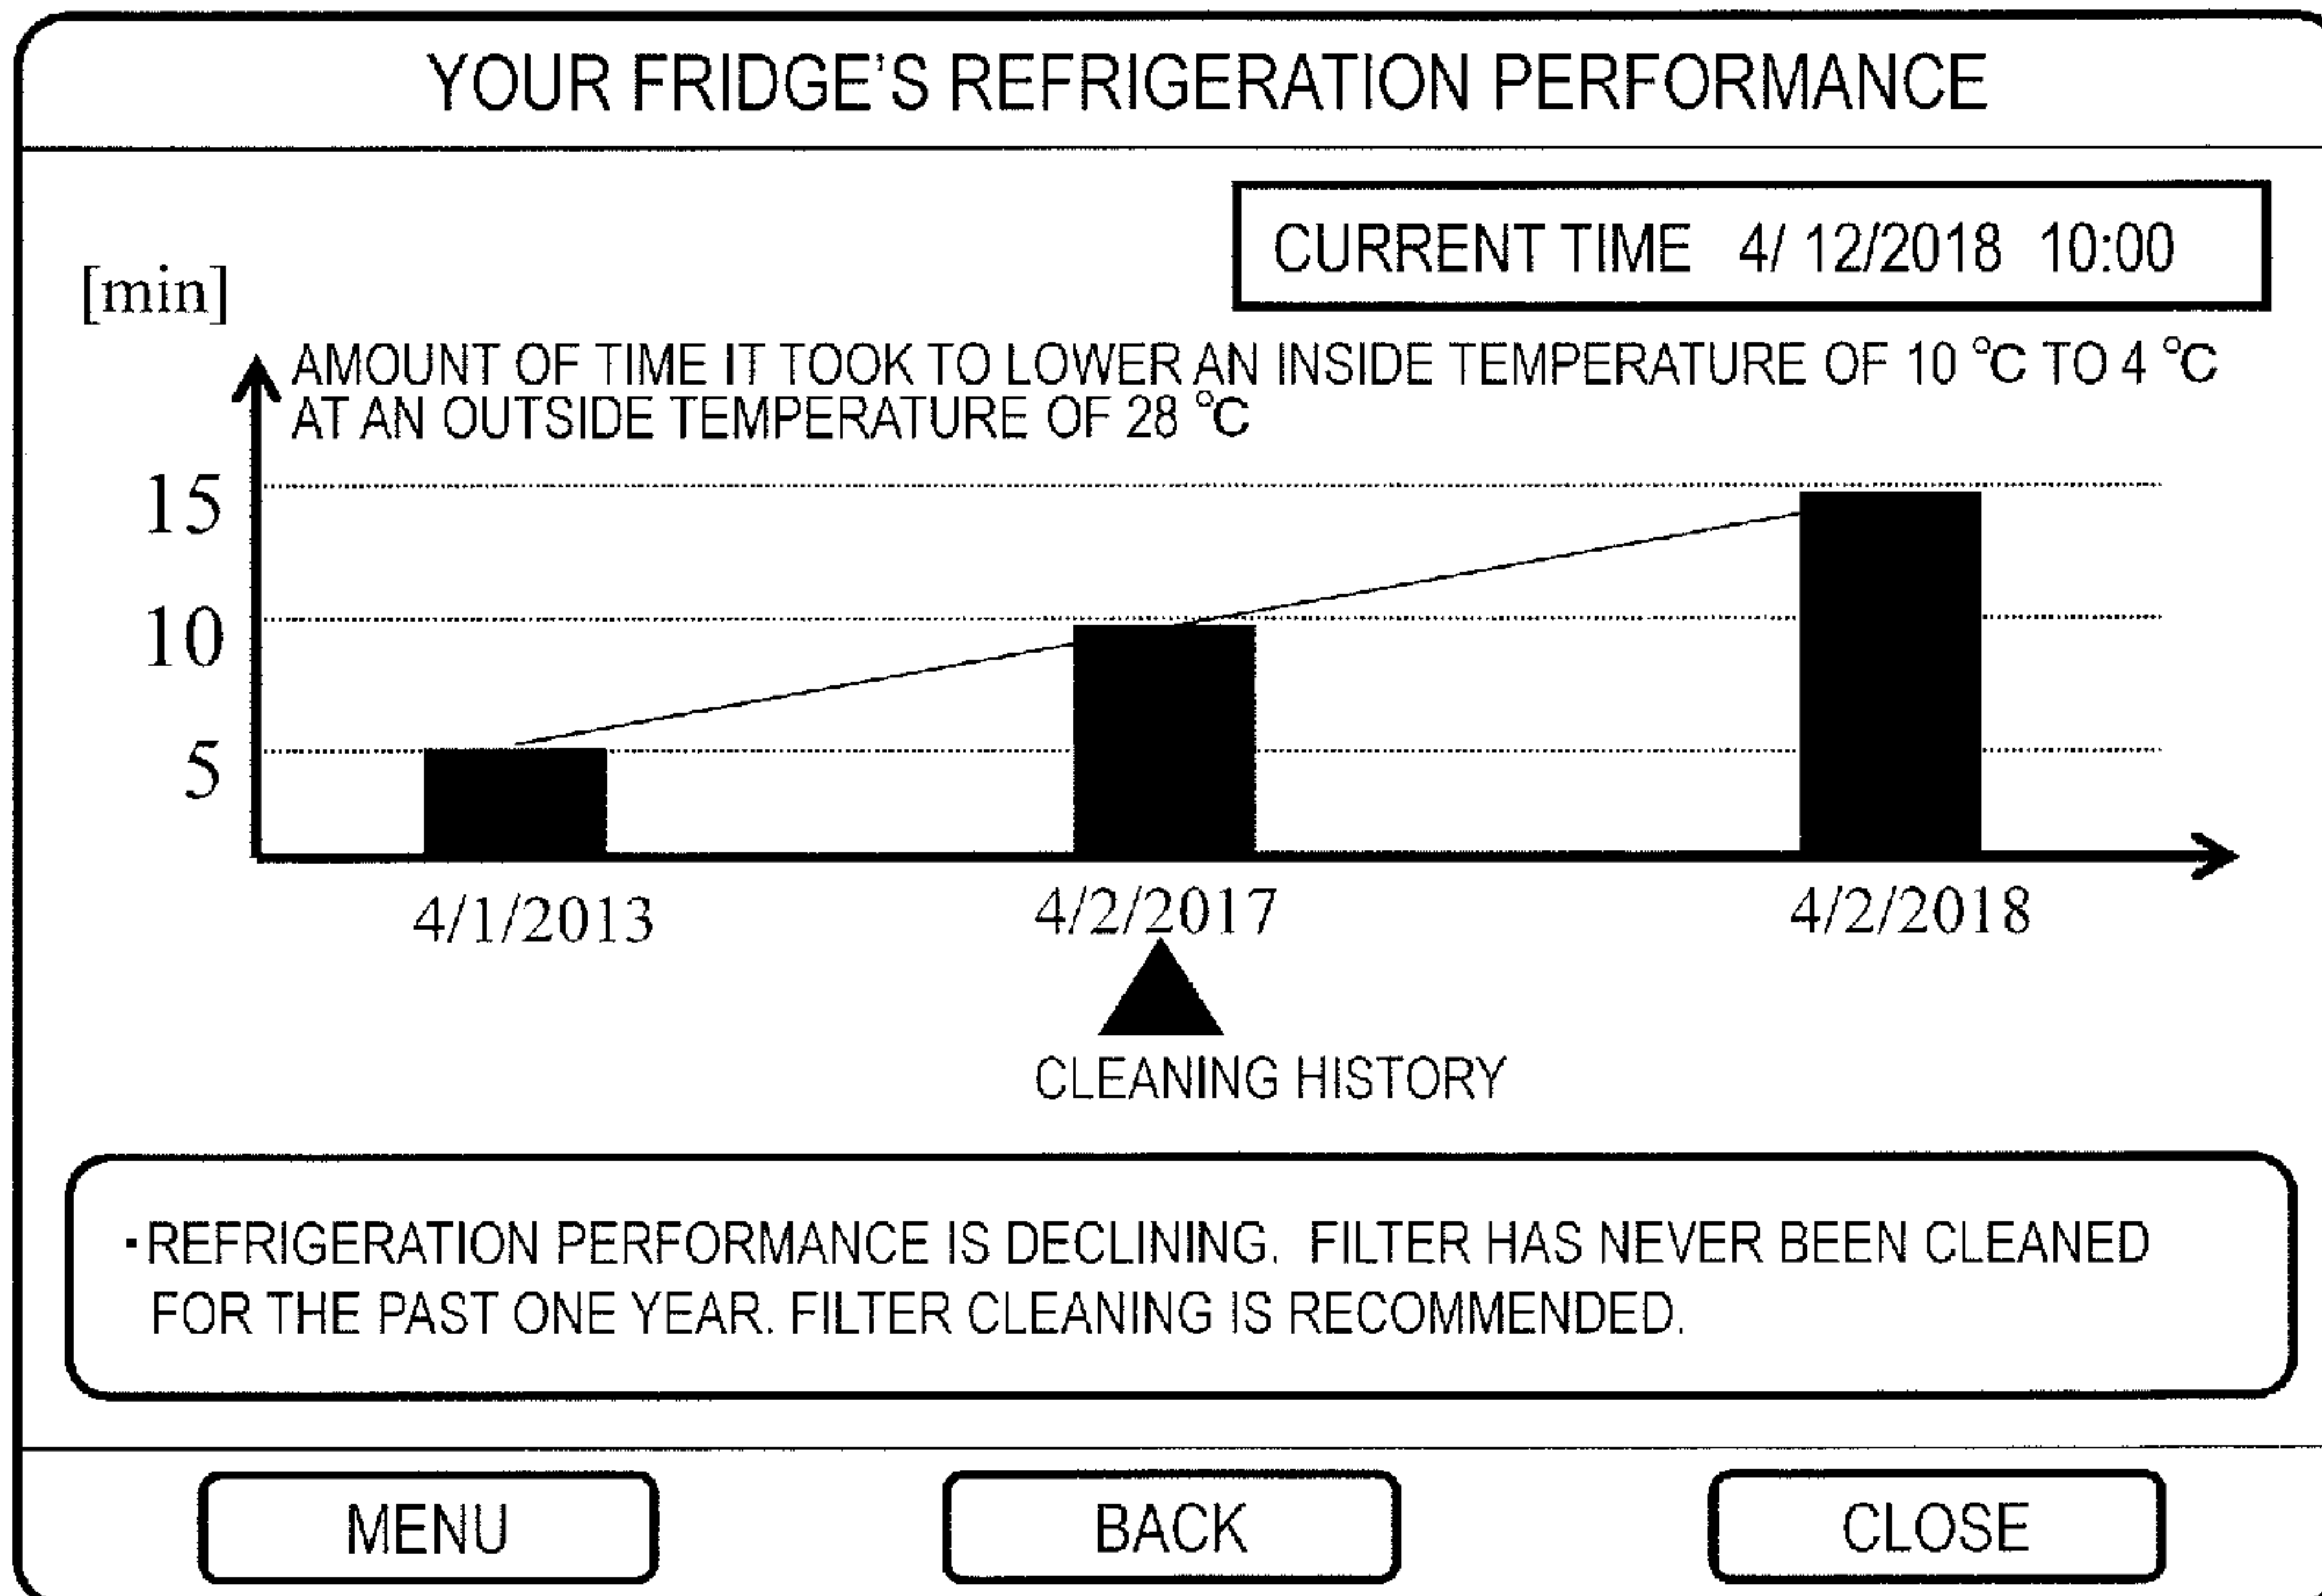 YOUR FRIDGE'S REFRIGERATION PERFORMANCE
CURRENT TIME 4/ 12/2018 10:00
[min]
AMOUNT OF TIME IT TOOK TO LOWER AN INSIDE TEMPERATURE OF 10 °C TO 4 °C
AT AN OUTSIDE TEMPERATURE OF 28 °C
15
10
5
4/1/2013 4/2/2017 4/2/2018
CLEANING HISTORY
▪REFRIGERATION PERFORMANCE IS DECLINING. FILTER HAS NEVER BEEN CLEANED
FOR THE PAST ONE YEAR. FILTER CLEANING IS RECOMMENDED.
MENU BACK CLOSE